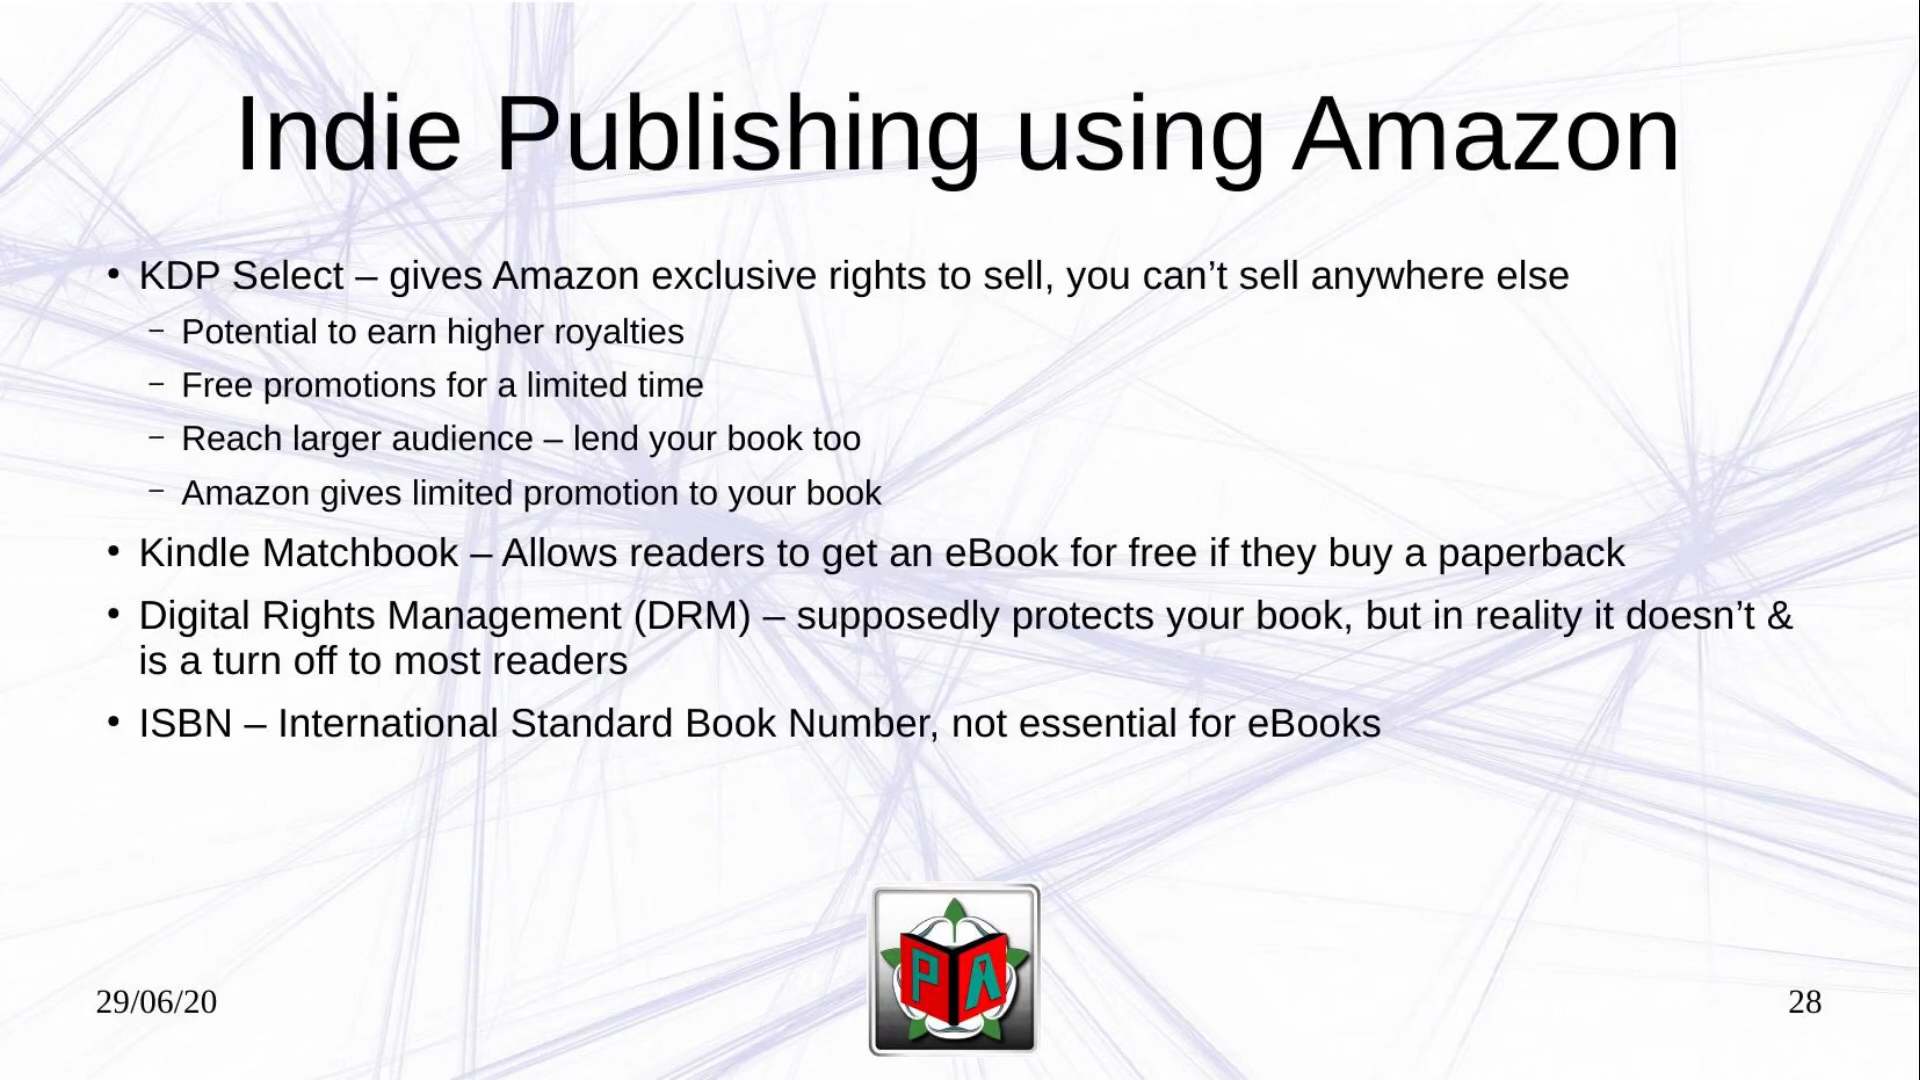 Indie Publishing using Amazon
• KDP Select – gives Amazon exclusive rights to sell, you can’t sell anywhere else
– Potential to earn higher royalties
– Free promotions for a limited time
– Reach larger audience – lend your book too
– Amazon gives limited promotion to your book
• Kindle Matchbook – Allows readers to get an eBook for free if they buy a paperback
• Digital Rights Management (DRM) – supposedly protects your book, but in reality it doesn’t &
is a turn off to most readers
• ISBN – International Standard Book Number, not essential for eBooks
PA
29/06/20
28